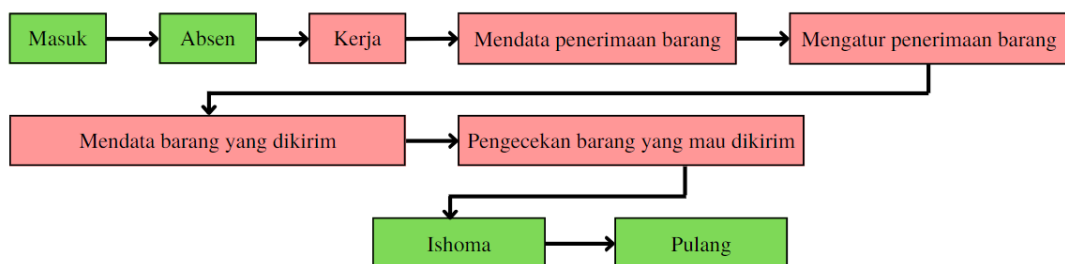 Masuk
Absen
Kerja
Mendata penerimaan barang
Mengatur penerimaan barang
Mendata barang yang dikirim
Pengecekan barang yang mau dikirim
Ishoma
Pulang